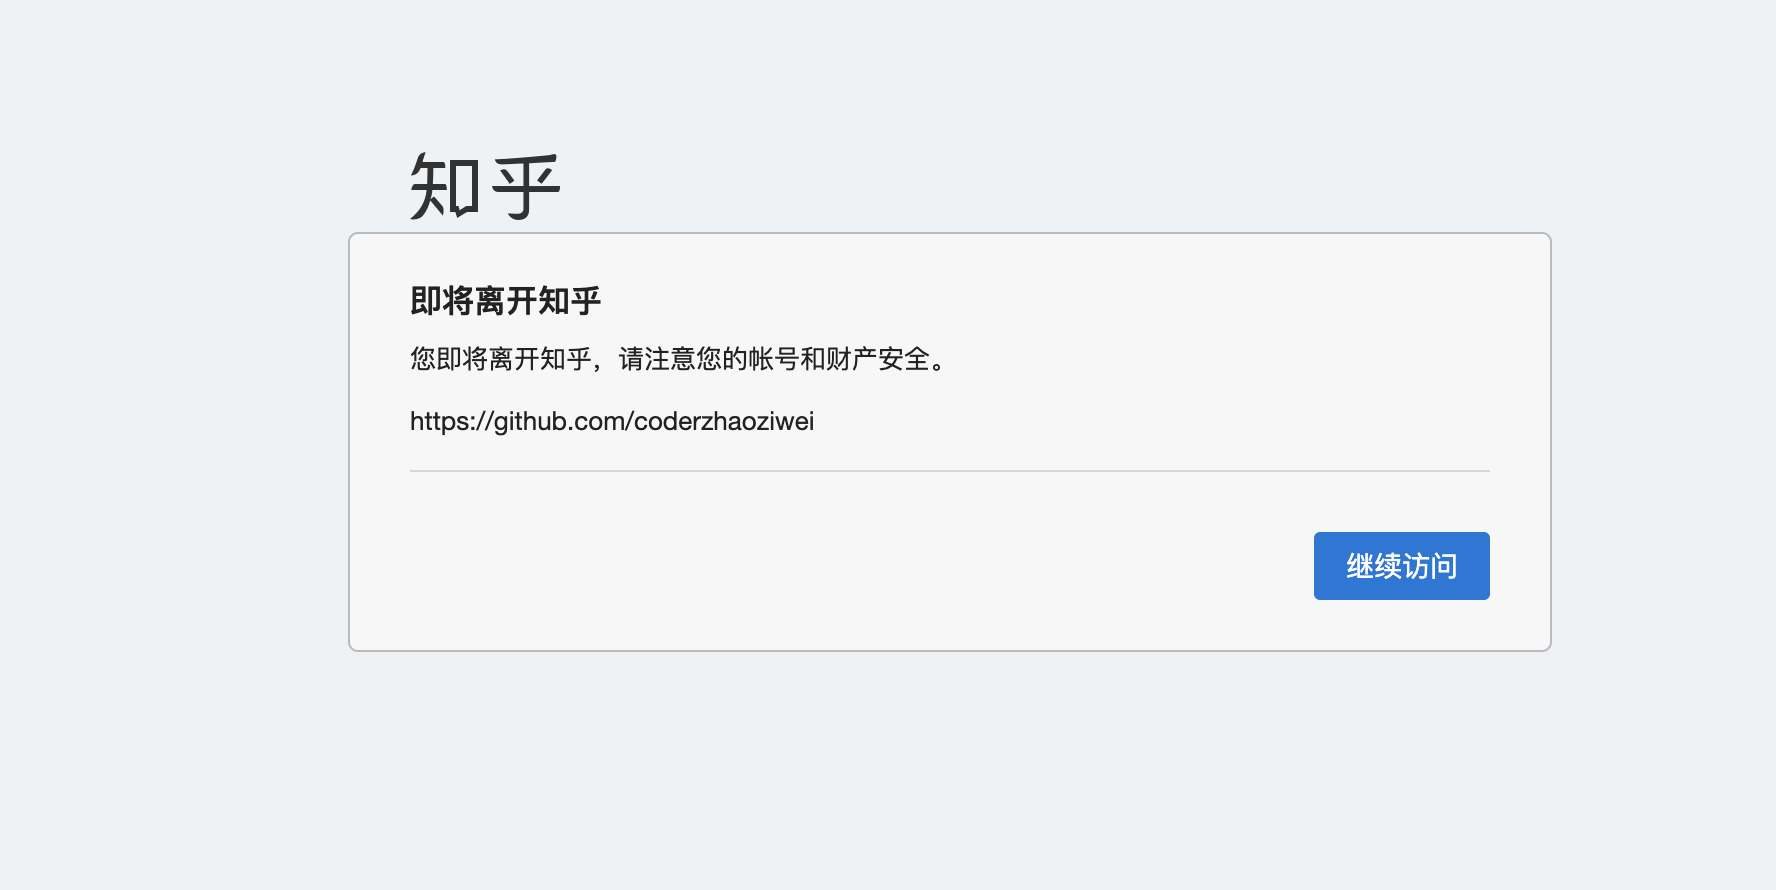 知乎
即将离开知乎
您即将离开知乎，请注意您的帐号和财产安全。
https://github.com/coderzhaoziwei
继续访问